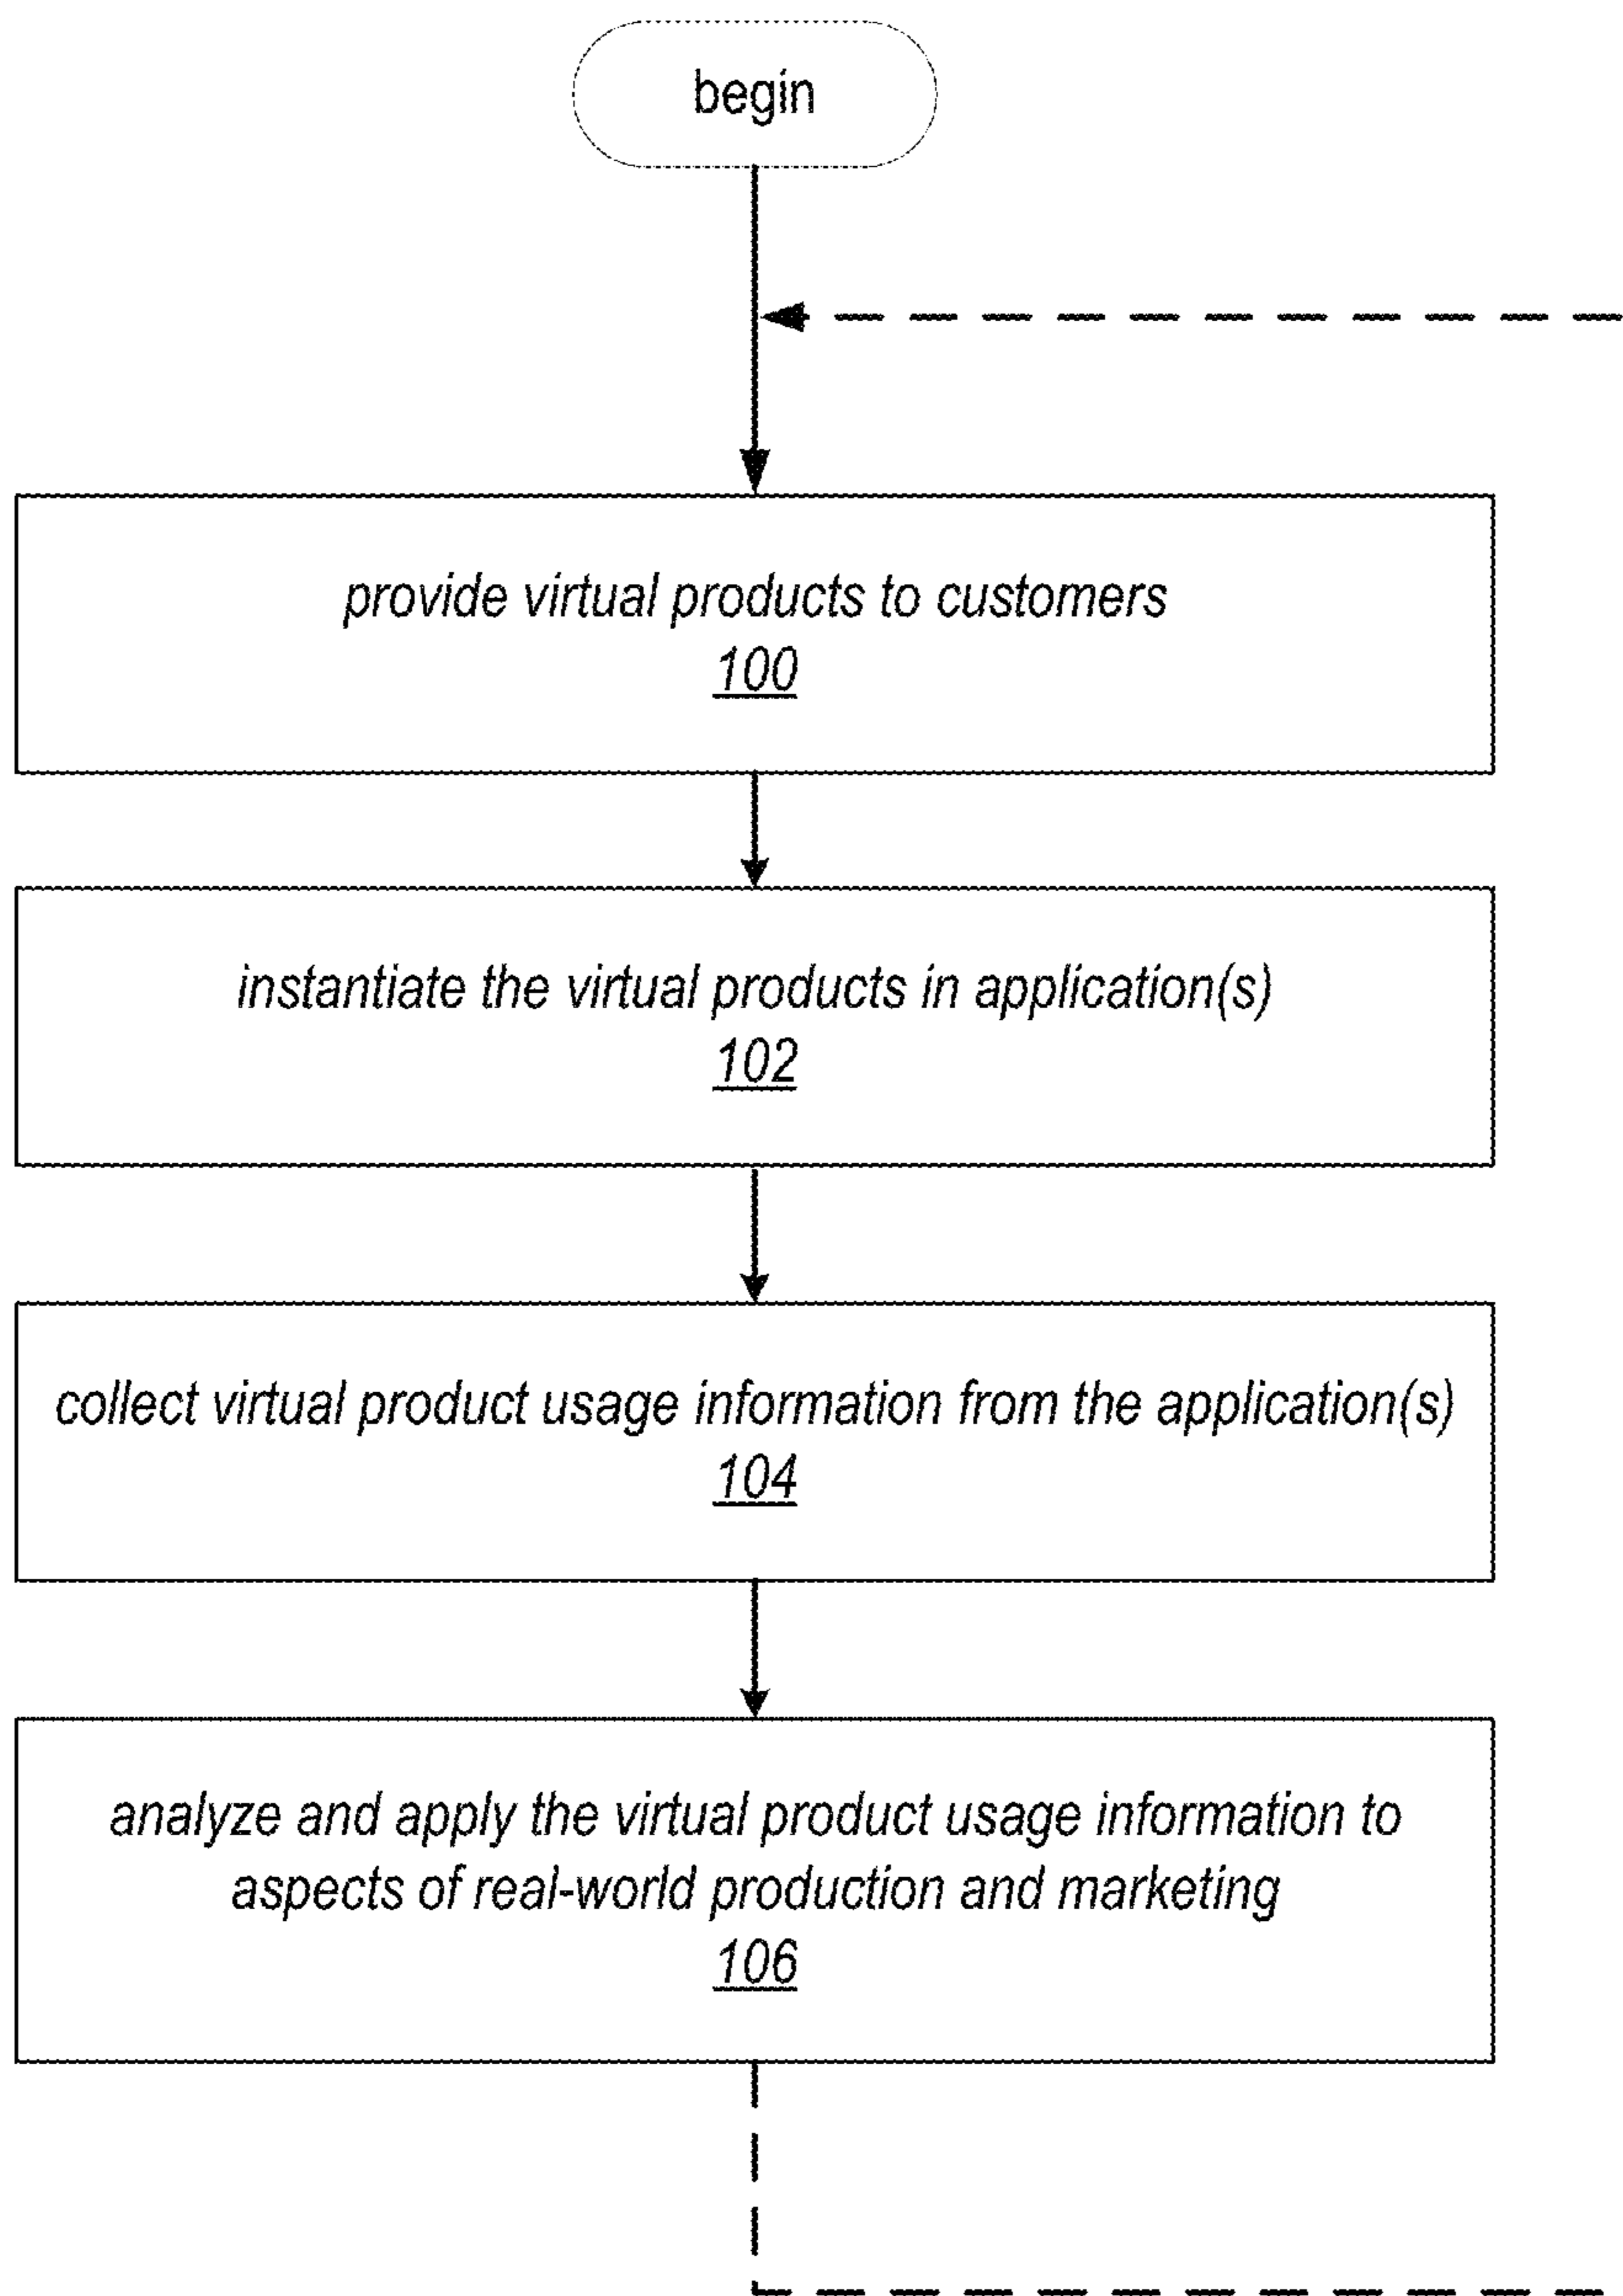 begin
provide virtual products to customers
100
instantiate the virtual products in application(s)
102
collect virtual product usage information from the application(s)
104
analyze and apply the virtual product usage information to
aspects of real-world production and marketing
106